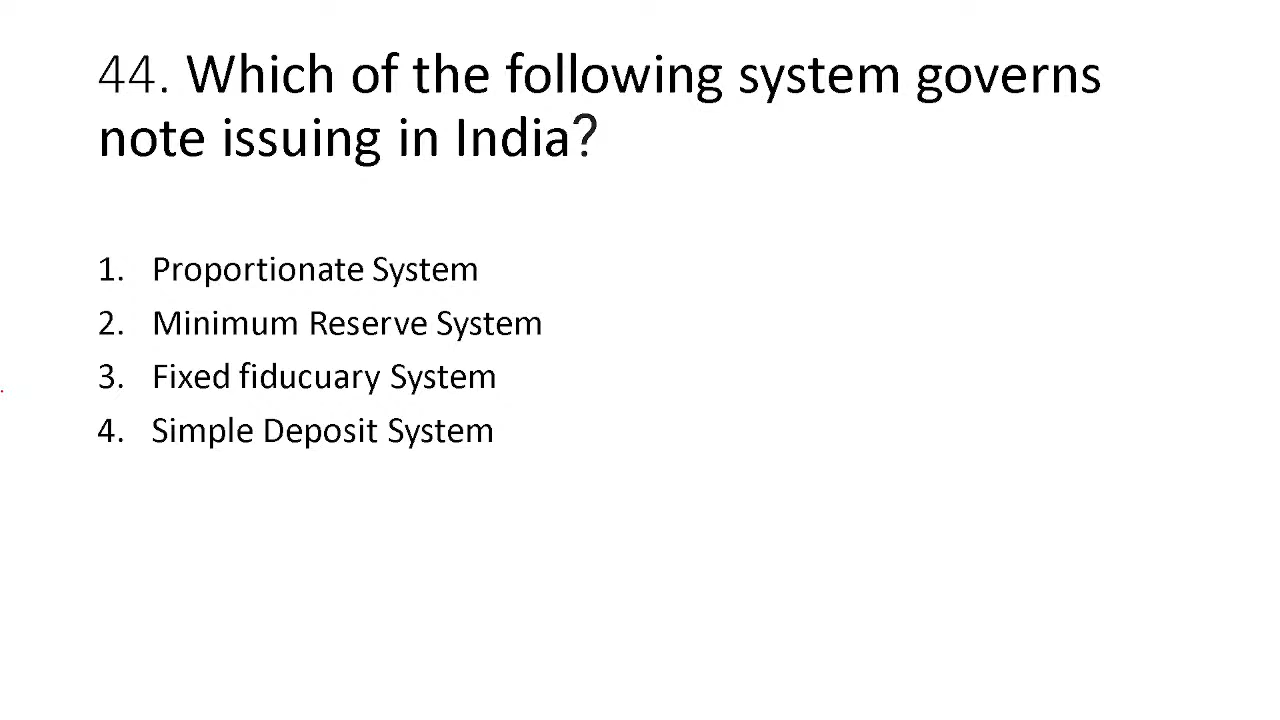 44. Which of the following system governs
note issuing in India?
1. Proportionate System
2. Minimum Reserve System
3. Fixed fiducuary System
4. Simple Deposit System